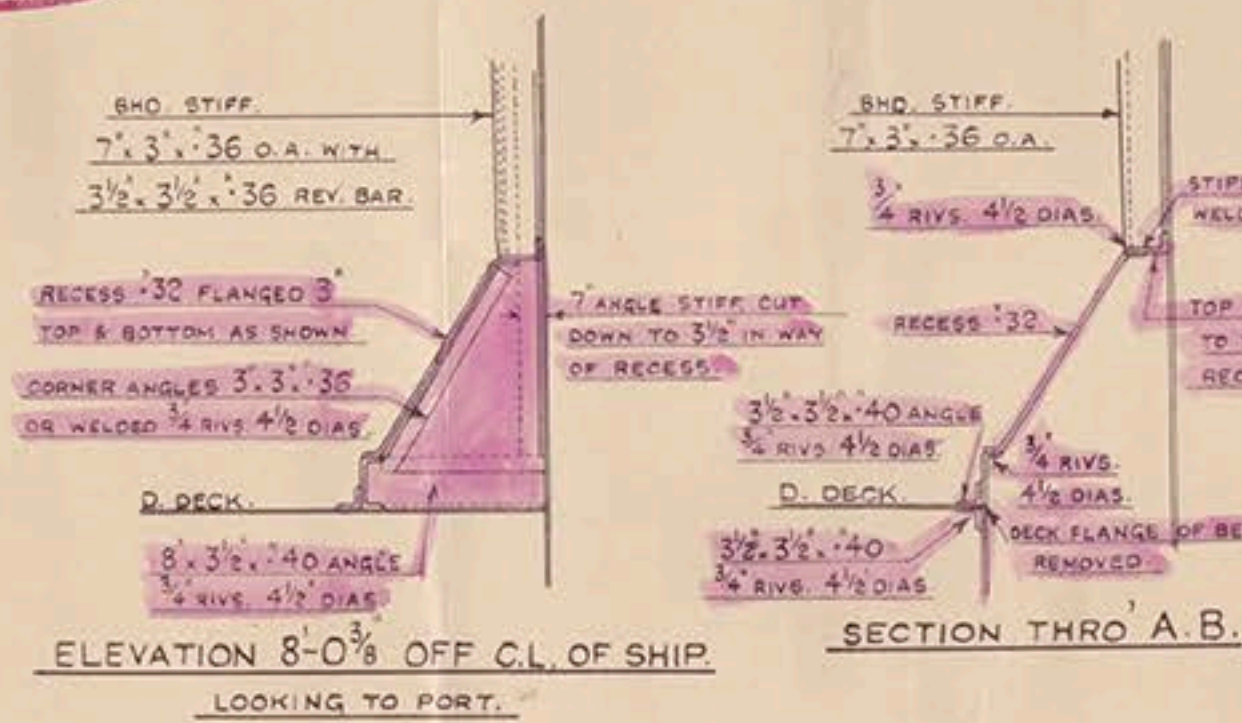 BHD. STIFF.
7" x 3" x ".36 O.A. WITH
3½" x 3½" x ".36 REV. BAR.
RECESS ".32 FLANGED 3"
TOP & BOTTOM AS SHOWN
CORNER ANGLES 3" x 3" x ".36
OR WELDED ¾" RIVS 4½ DIAS
D. DECK.
8" x 3½" x ".40 ANGLE
¾" RIVS. 4½ DIAS
7" ANGLE STIFF. CUT
DOWN TO 3½" IN WAY
OF RECESS
ELEVATION 8'-0⅜" OFF C.L. OF SHIP.
LOOKING TO PORT.
BHD. STIFF.
7" x 3" x ".36 O.A.
¾" RIVS. 4½ DIAS.
STIFF
WELD
RECESS ".32
TOP
TO
REC
3½" x 3½" x ".40 ANGLE
¾" RIVS 4½ DIAS.
D. DECK.
¾" RIVS.
4½ DIAS.
3½" x 3½" x ".40
¾" RIVS. 4½ DIAS
DECK FLANGE OF BE
REMOVED
SECTION THRO' A.B.